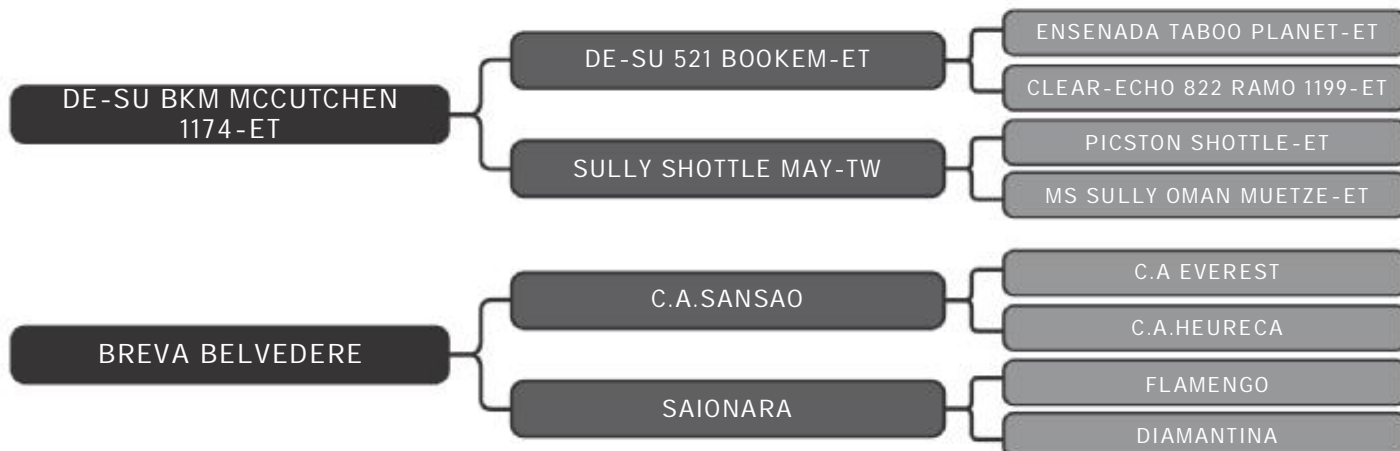 DE-SU BKM MCCUTCHEN
1174-ET
DE-SU 521 BOOKEM-ET
SULLY SHOTTLE MAY-TW
ENSENADA TABOO PLANET-ET
CLEAR-ECHO 822 RAMO 1199-ET
PICSTON SHOTTLE-ET
MS SULLY OMAN MUETZE-ET
BREVA BELVEDERE
C.A.SANSAO
SAIONARA
C.A EVEREST
C.A.HEURECA
FLAMENGO
DIAMANTINA